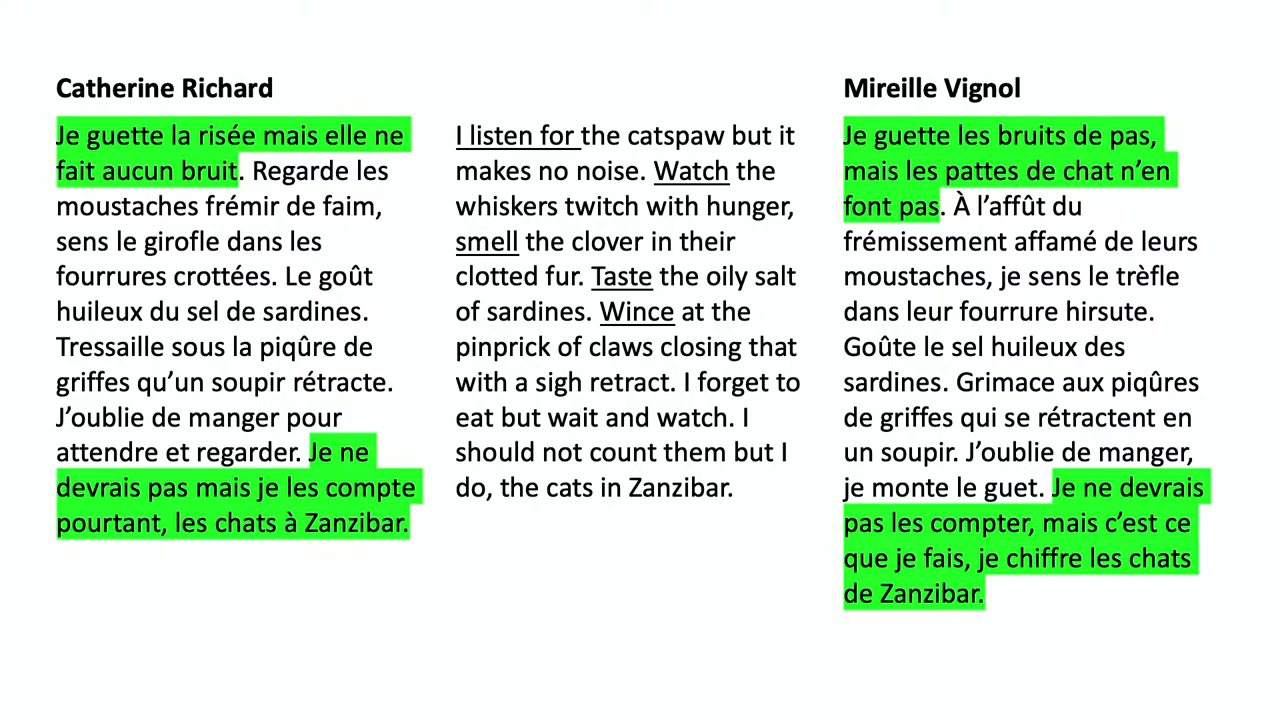 Catherine Richard
Je guette la risée mais elle ne
fait aucun bruit. Regarde les
moustaches frémir de faim,
sens le girofle dans les
fourrures crottées. Le goût
huileux du sel de sardines.
Tressaille sous la piqûre de
griffes qu’un soupir rétracte.
J’oublie de manger pour
attendre et regarder. Je ne
devrais pas mais je les compte
pourtant, les chats à Zanzibar.
I listen for the catspaw but it
makes no noise. Watch the
whiskers twitch with hunger,
smell the clover in their
clotted fur. Taste the oily salt
of sardines. Wince at the
pinprick of claws closing that
with a sigh retract. I forget to
eat but wait and watch. I
should not count them but I
do, the cats in Zanzibar.
Mireille Vignol
Je guette les bruits de pas,
mais les pattes de chat n’en
font pas. À l’affût du
frémissement affamé de leurs
moustaches, je sens le trèfle
dans leur fourrure hirsute.
Goûte le sel huileux des
sardines. Grimace aux piqûres
de griffes qui se rétractent en
un soupir. J’oublie de manger,
je monte le guet. Je ne devrais
pas les compter, mais c’est ce
que je fais, je chiffre les chats
de Zanzibar.